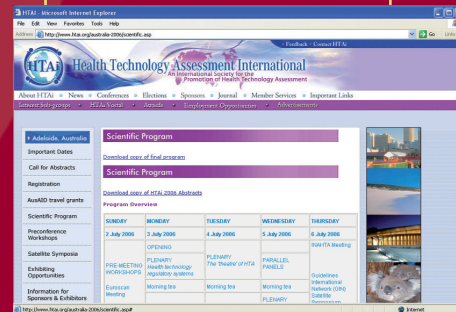 HTAi - Microsoft Internet Explorer
File Edit View Favorites Tools Help
Address http://www.htai.org/australia-2006/scientific.asp Go Links
• Feedback • Contact HTAi
HTAi
Health Technology Assessment International
An International Society for the
Promotion of Health Technology Assessment
About HTAi • News • Conferences • Elections • Sponsors • Journal • Member Services • Important Links
Interest Sub-groups • HTAi Vortal • Awards • Employment Opportunities • Advertisements
Adelaide, Australia
Important Dates
Call for Abstracts
Registration
AusAID travel grants
Scientific Program
Preconference
Workshops
Satellite Symposia
Exhibiting
Opportunities
Information for
Sponsors & Exhibitors
Scientific Program
Download copy of final program
Scientific Program
Download copy of HTAi 2006 Abstracts
Program Overview
SUNDAY MONDAY TUESDAY WEDNESDAY THURSDAY
2 July 2006 3 July 2006 4 July 2006 5 July 2006 6 July 2006
PRE-MEETING
WORKSHOPS
Euroscan
Meeting
OPENING
PLENARY
Health technology
regulatory systems
Morning tea
PLENARY
The 'theatre' of HTA
Morning tea
PARALLEL
PANELS
Morning tea
PLENARY
INAHTA Meeting
Guidelines
International
Network (GIN)
Satellite
Symposium
http://www.htai.org/australia-2006/scientific.asp# Internet